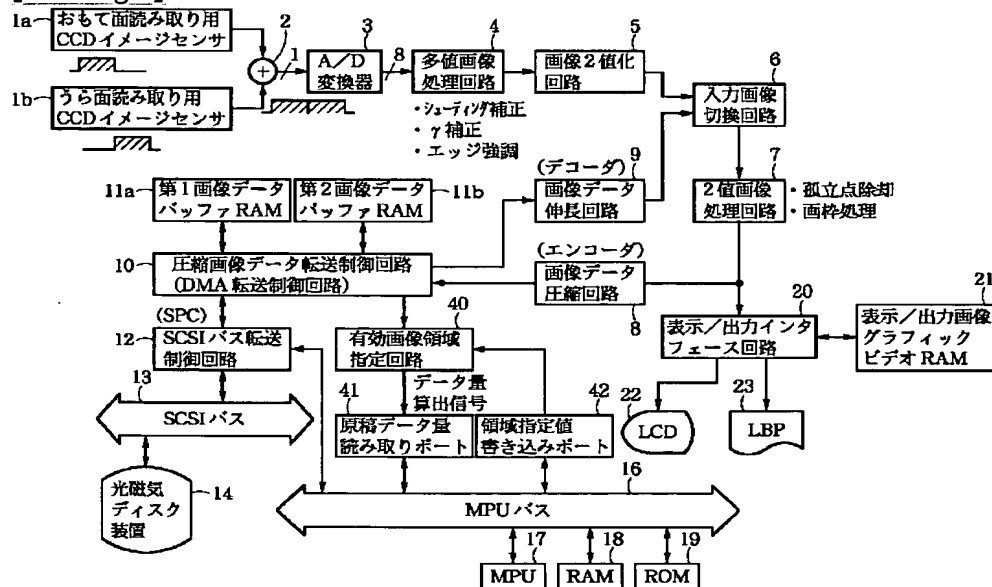 1a
おもて面読み取り用
CCDイメージセンサ
1b
うら面読み取り用
CCDイメージセンサ
2
+
1
3
A/D
変換器
8
4
多値画像
処理回路
・シューディング補正
・γ補正
・エッジ強調
5
画像2値化
回路
6
入力画像
切換回路
7
2値画像
処理回路
・孤立点除却
・画枠処理
(デコーダ)
9
画像データ
伸長回路
(エンコーダ)
画像データ
圧縮回路
8
11a
第1画像データ
バッファRAM
第2画像データ
バッファRAM
11b
10
圧縮画像データ転送制御回路
(DMA転送制御回路)
(SPC)
12
SCSIバス転送
制御回路
13
SCSIバス
光磁気
ディスク
装置
14
40
有効画像領域
指定回路
データ量
算出信号
41
原稿データ量
読み取りポート
42
領域指定値
書き込みポート
20
表示/出力インタ
フェース回路
21
表示/出力画像
グラフィック
ビデオRAM
22
LCD
23
LBP
16
MPUバス
17
MPU
18
RAM
19
ROM